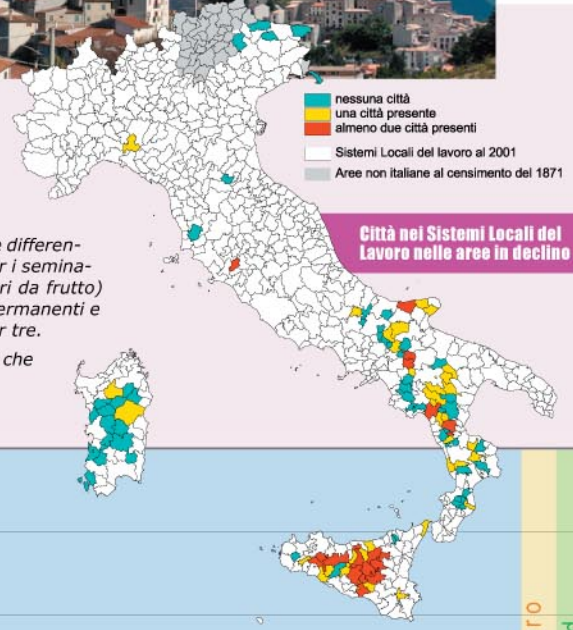 nessuna città
una città presente
almeno due città presenti
Sistemi Locali del lavoro al 2001
Aree non italiane al censimento del 1871
Città nei Sistemi Locali del
Lavoro nelle aree in declino
e differen-
r i semina-
ri da frutto)
ermanenti e
r tre.
che
ro